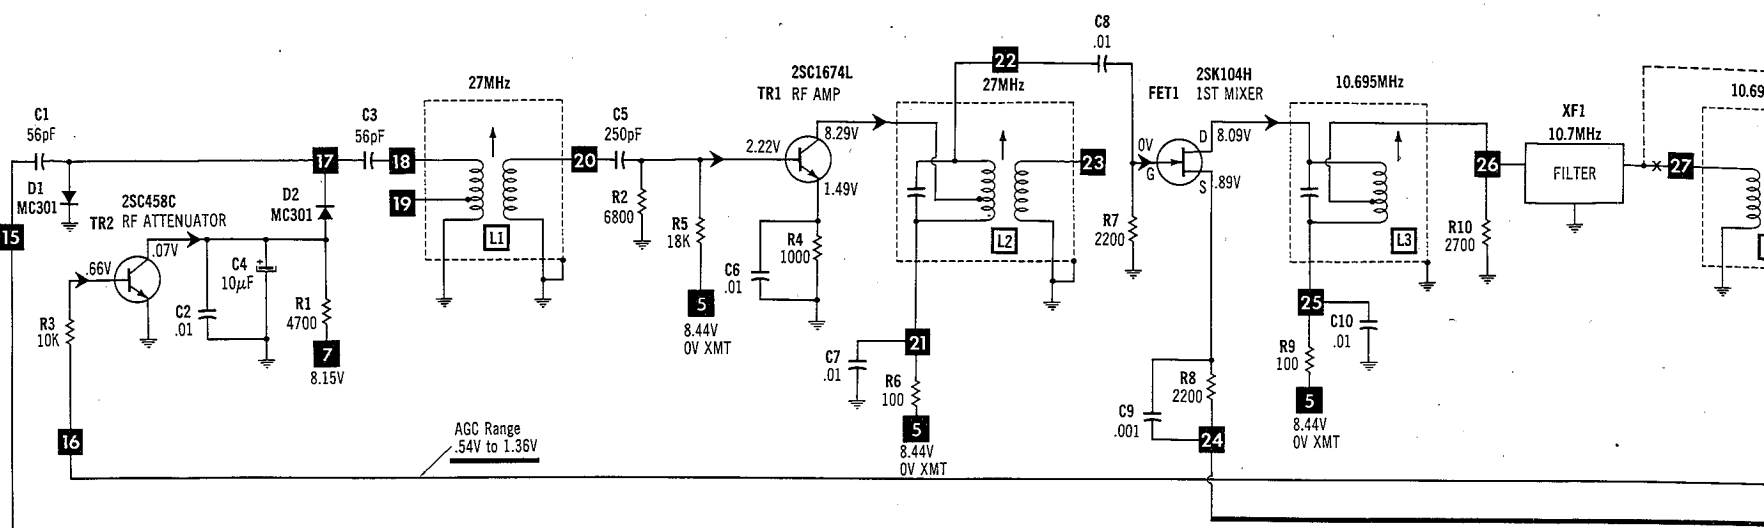 C8
.01
22
27MHz
2SC1674L
TR1 RF AMP
2SK104H
FET1 1ST MIXER
10.695MHz
XF1
10.7MHz
FILTER
10.69
27MHz
C1
56pF
C3
56pF
C5
250pF
8.29V
2.22V
1.49V
0V
D 8.09V
G
S .89V
17
18
19
20
23
26
27
D1
MC301
D2
MC301
2SC458C
TR2 RF ATTENUATOR
.07V
.66V
15
L1
L2
L3
R2
6800
R5
18K
R4
1000
C6
.01
R7
2200
R10
2700
C4
+
10µF
C2
.01
R1
4700
R3
10K
7
8.15V
5
8.44V
0V XMT
21
C7
.01
R6
100
5
8.44V
0V XMT
25
C10
.01
R9
100
5
8.44V
0V XMT
R8
2200
C9
.001
24
16
AGC Range
.54V to 1.36V